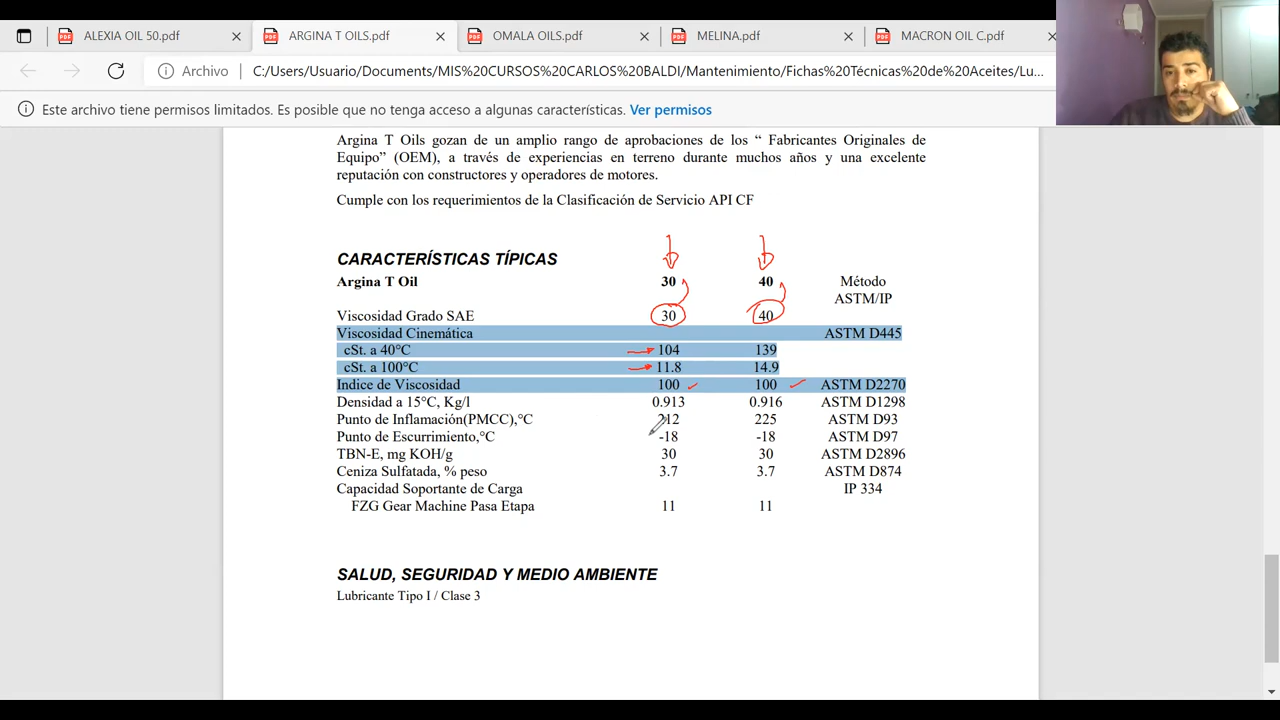 ALEXIA OIL 50.pdf ARGINA T OILS.pdf OMALA OILS.pdf MELINA.pdf MACRON OIL C.pdf
Archivo C:/Users/Usuario/Documents/MIS%20CURSOS%20CARLOS%20BALDI/Mantenimiento/Fichas%20Técnicas%20de%20Aceites/Lu...
Este archivo tiene permisos limitados. Es posible que no tenga acceso a algunas características. Ver permisos
Argina T Oils gozan de un amplio rango de aprobaciones de los “ Fabricantes Originales de
Equipo” (OEM), a través de experiencias en terreno durante muchos años y una excelente
reputación con constructores y operadores de motores.
Cumple con los requerimientos de la Clasificación de Servicio API CF
CARACTERÍSTICAS TÍPICAS
Argina T Oil 30 40 Método
ASTM/IP
Viscosidad Grado SAE 30 40
Viscosidad Cinemática ASTM D445
cSt. a 40°C 104 139
cSt. a 100°C 11.8 14.9
Indice de Viscosidad 100 100 ASTM D2270
Densidad a 15°C, Kg/l 0.913 0.916 ASTM D1298
Punto de Inflamación(PMCC),°C 212 225 ASTM D93
Punto de Escurrimiento,°C -18 -18 ASTM D97
TBN-E, mg KOH/g 30 30 ASTM D2896
Ceniza Sulfatada, % peso 3.7 3.7 ASTM D874
Capacidad Soportante de Carga IP 334
FZG Gear Machine Pasa Etapa 11 11
SALUD, SEGURIDAD Y MEDIO AMBIENTE
Lubricante Tipo I / Clase 3